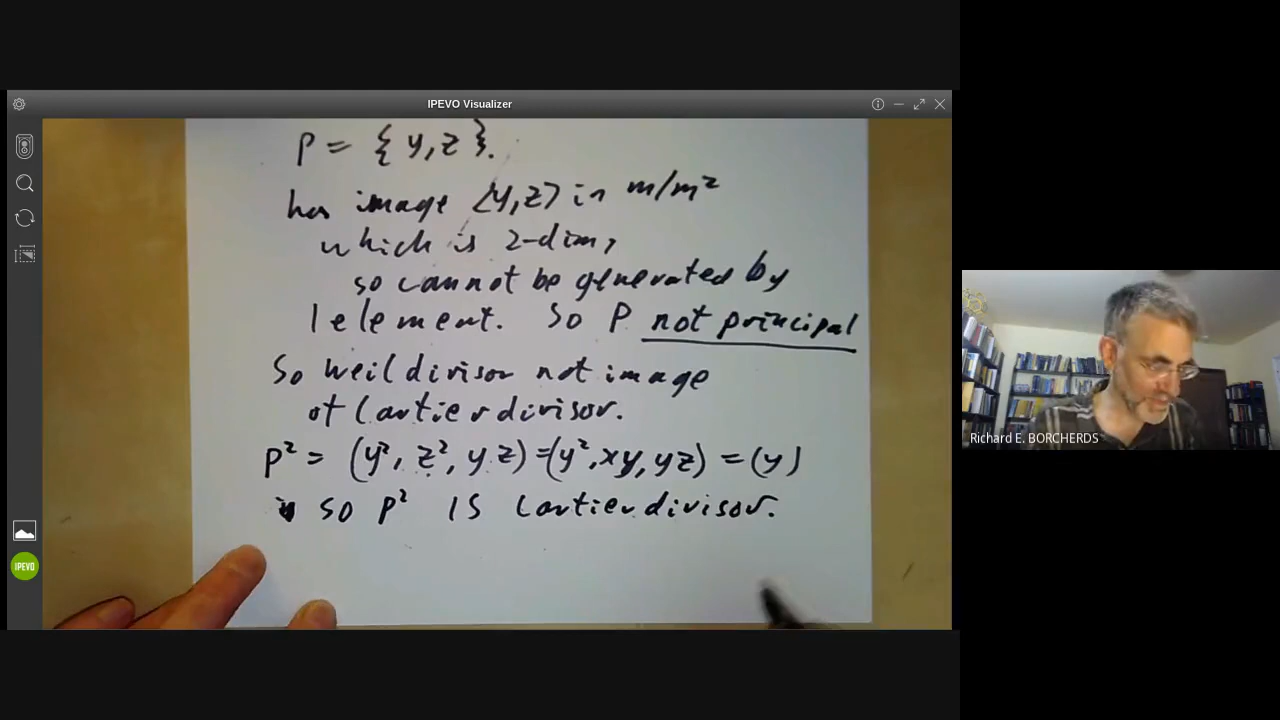 IPEVO Visualizer
P = { y, z }.
has image ⟨y, z⟩ in m/m²
which is 2-dim,
so cannot be generated by
1 element. So P not principal
So Weil divisor not image
of Cartier divisor.
P² = (y², z², yz) = (y², xy, yz) = (y)
so P² IS Cartier divisor.
IPEVO
Richard E. BORCHERDS